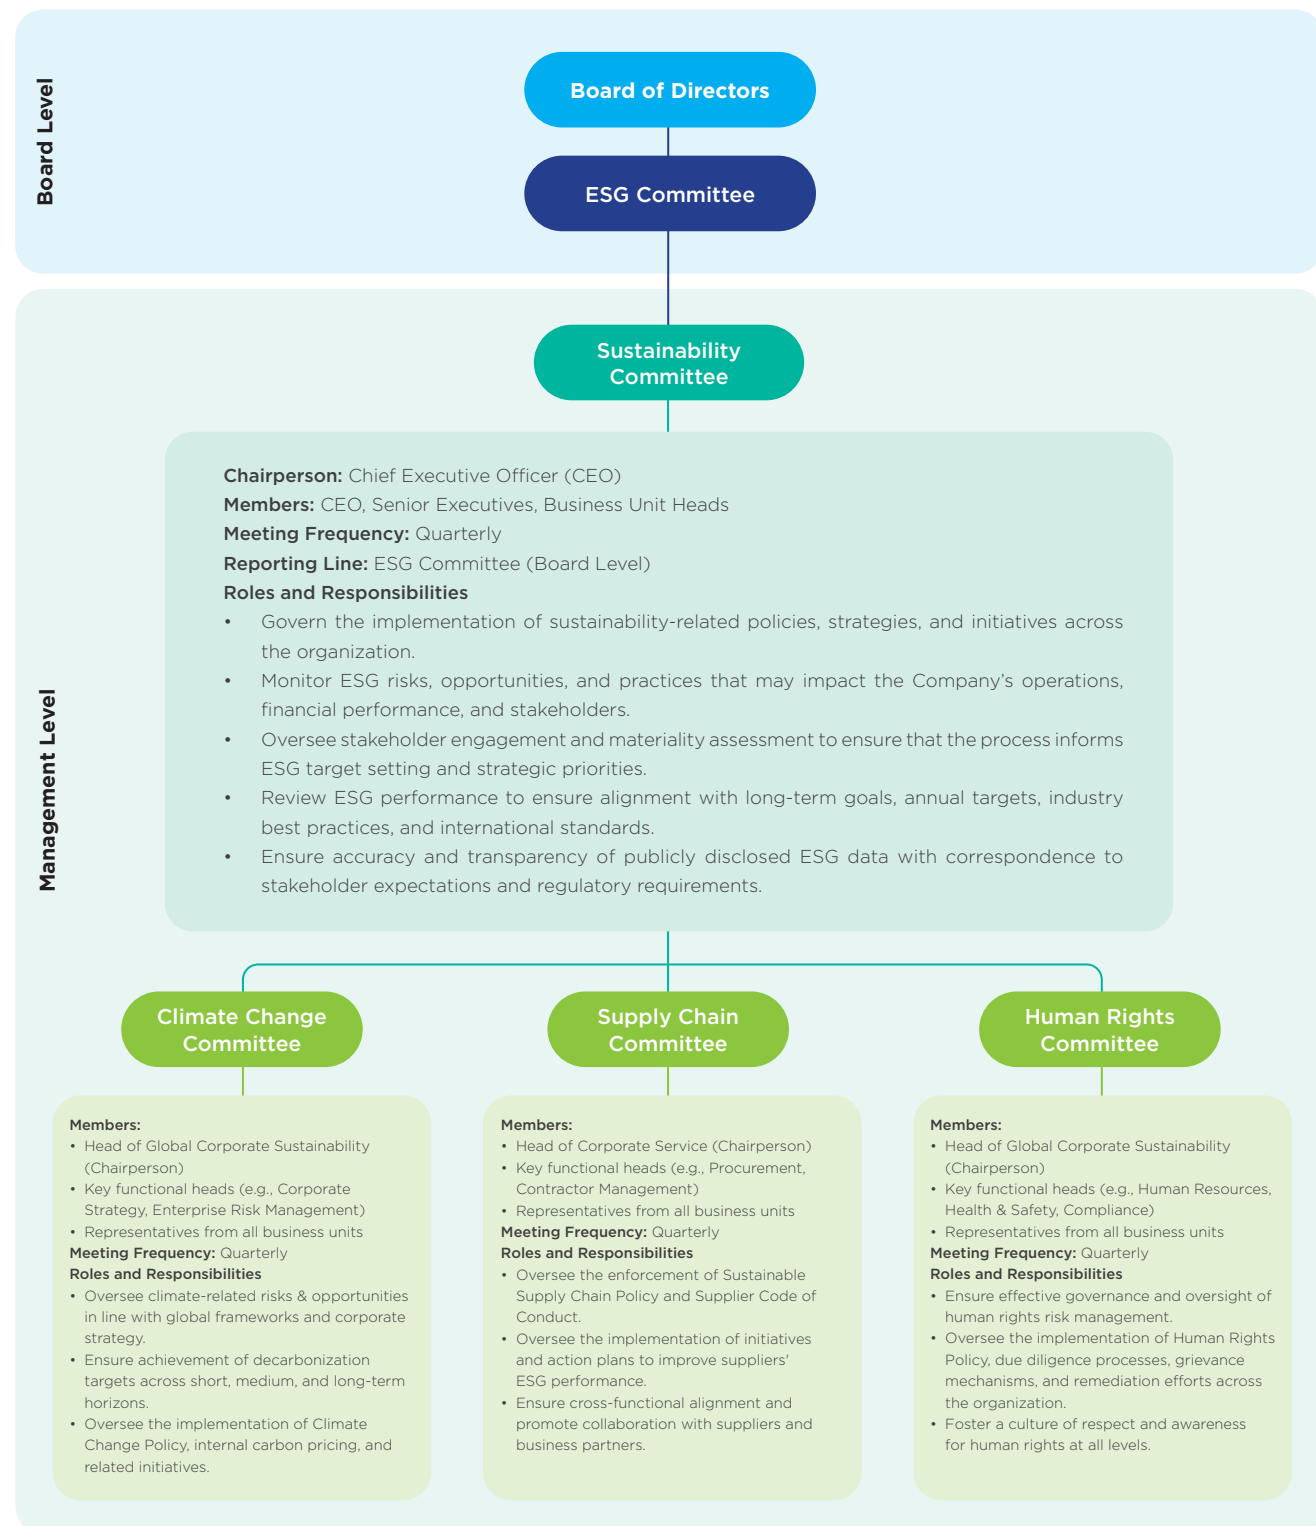 Board Level
Board of Directors
ESG Committee
Management Level
Sustainability
Committee
Chairperson: Chief Executive Officer (CEO)
Members: CEO, Senior Executives, Business Unit Heads
Meeting Frequency: Quarterly
Reporting Line: ESG Committee (Board Level)
Roles and Responsibilities
• Govern the implementation of sustainability-related policies, strategies, and initiatives across
the organization.
• Monitor ESG risks, opportunities, and practices that may impact the Company’s operations,
financial performance, and stakeholders.
• Oversee stakeholder engagement and materiality assessment to ensure that the process informs
ESG target setting and strategic priorities.
• Review ESG performance to ensure alignment with long-term goals, annual targets, industry
best practices, and international standards.
• Ensure accuracy and transparency of publicly disclosed ESG data with correspondence to
stakeholder expectations and regulatory requirements.
Climate Change
Committee
Members:
• Head of Global Corporate Sustainability
(Chairperson)
• Key functional heads (e.g., Corporate
Strategy, Enterprise Risk Management)
• Representatives from all business units
Meeting Frequency: Quarterly
Roles and Responsibilities
• Oversee climate-related risks & opportunities
in line with global frameworks and corporate
strategy.
• Ensure achievement of decarbonization
targets across short, medium, and long-term
horizons.
• Oversee the implementation of Climate
Change Policy, internal carbon pricing, and
related initiatives.
Supply Chain
Committee
Members:
• Head of Corporate Service (Chairperson)
• Key functional heads (e.g., Procurement,
Contractor Management)
• Representatives from all business units
Meeting Frequency: Quarterly
Roles and Responsibilities
• Oversee the enforcement of Sustainable
Supply Chain Policy and Supplier Code of
Conduct.
• Oversee the implementation of initiatives
and action plans to improve suppliers'
ESG performance.
• Ensure cross-functional alignment and
promote collaboration with suppliers and
business partners.
Human Rights
Committee
Members:
• Head of Global Corporate Sustainability
(Chairperson)
• Key functional heads (e.g., Human Resources,
Health & Safety, Compliance)
• Representatives from all business units
Meeting Frequency: Quarterly
Roles and Responsibilities
• Ensure effective governance and oversight of
human rights risk management.
• Oversee the implementation of Human Rights
Policy, due diligence processes, grievance
mechanisms, and remediation efforts across
the organization.
• Foster a culture of respect and awareness
for human rights at all levels.